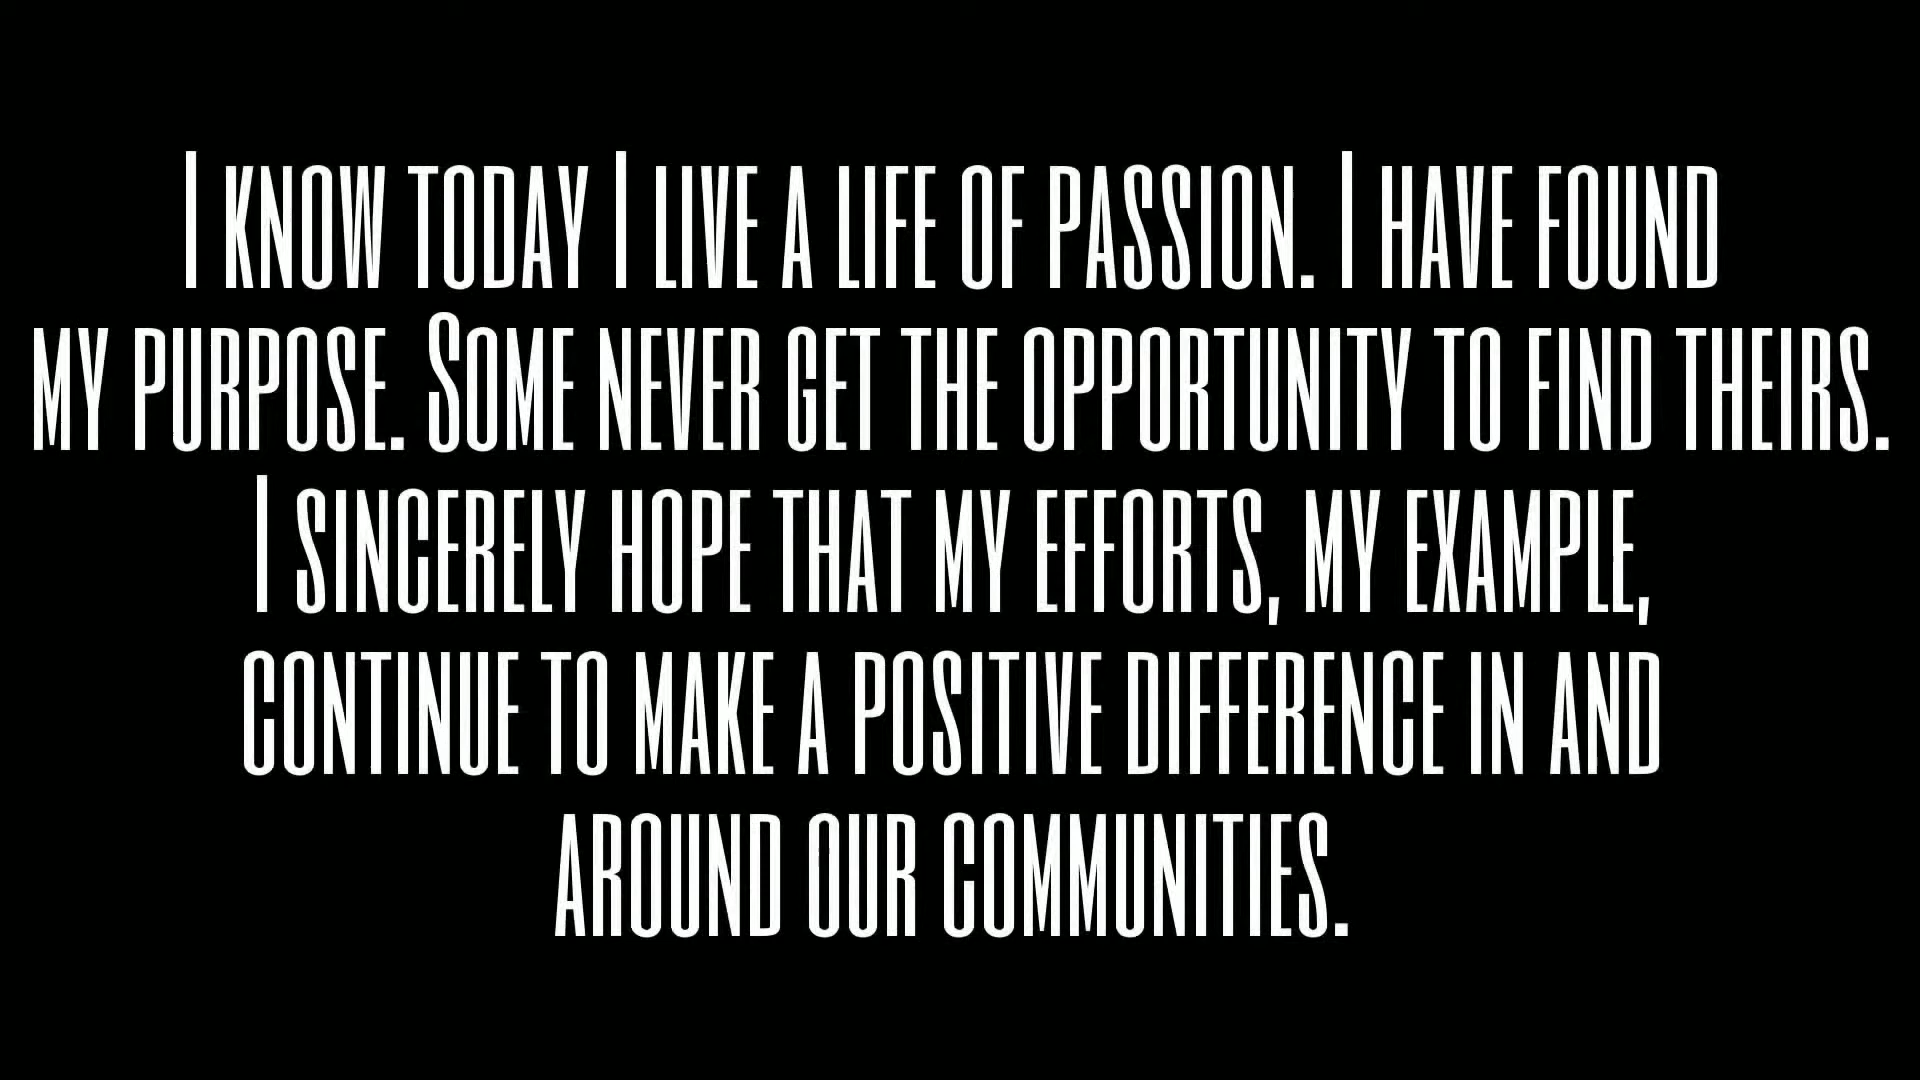 I know today I live a life of passion. I have found
my purpose. Some never get the opportunity to find theirs.
I sincerely hope that my efforts, my example,
continue to make a positive difference in and
around our communities.